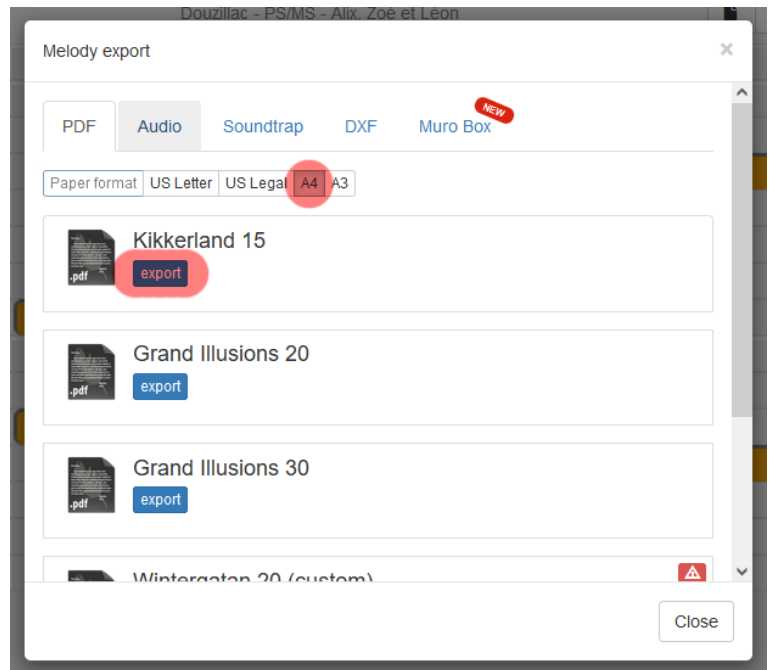 Douzillac - PS/MS - Alix, Zoé et Léon
Melody export ×
PDF Audio Soundtrap DXF Muro Box NEW
Paper format US Letter US Legal A4 A3
Kikkerland 15
.pdf export
Grand Illusions 20
.pdf export
Grand Illusions 30
.pdf export
Wintergatan 20 (custom)
Close